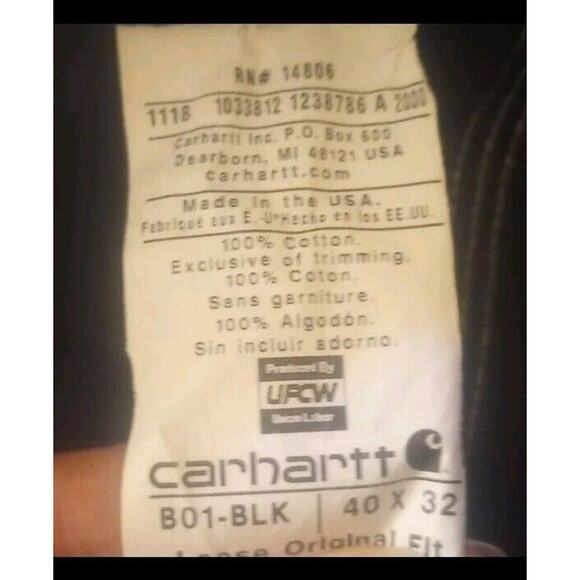 RN# 14806
1118 1033812 1238786 A 2000
Carhartt Inc. P.O. Box 600
Dearborn, MI 48121 USA
Carhartt.com
Made in the USA.
Fabriqué aux É.-U•Hecho en los EE.UU.
100% Cotton.
Exclusive of trimming.
100% Coton.
Sans garniture.
100% Algodón.
Sin incluir adorno.
Produced By
UFCW
Union Labor
carhartt
B01-BLK | 40 X 32
Loose Original Fit